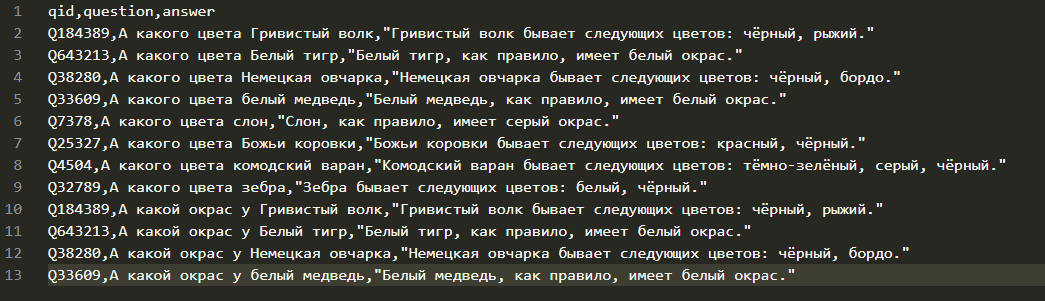 1 qid,question,answer
2 Q184389,А какого цвета Гривистый волк,"Гривистый волк бывает следующих цветов: чёрный, рыжий."
3 Q643213,А какого цвета Белый тигр,"Белый тигр, как правило, имеет белый окрас."
4 Q38280,А какого цвета Немецкая овчарка,"Немецкая овчарка бывает следующих цветов: чёрный, бордо."
5 Q33609,А какого цвета белый медведь,"Белый медведь, как правило, имеет белый окрас."
6 Q7378,А какого цвета слон,"Слон, как правило, имеет серый окрас."
7 Q25327,А какого цвета Божьи коровки,"Божьи коровки бывает следующих цветов: красный, чёрный."
8 Q4504,А какого цвета комодский варан,"Комодский варан бывает следующих цветов: тёмно-зелёный, серый, чёрный."
9 Q32789,А какого цвета зебра,"Зебра бывает следующих цветов: белый, чёрный."
10 Q184389,А какой окрас у Гривистый волк,"Гривистый волк бывает следующих цветов: чёрный, рыжий."
11 Q643213,А какой окрас у Белый тигр,"Белый тигр, как правило, имеет белый окрас."
12 Q38280,А какой окрас у Немецкая овчарка,"Немецкая овчарка бывает следующих цветов: чёрный, бордо."
13 Q33609,А какой окрас у белый медведь,"Белый медведь, как правило, имеет белый окрас."